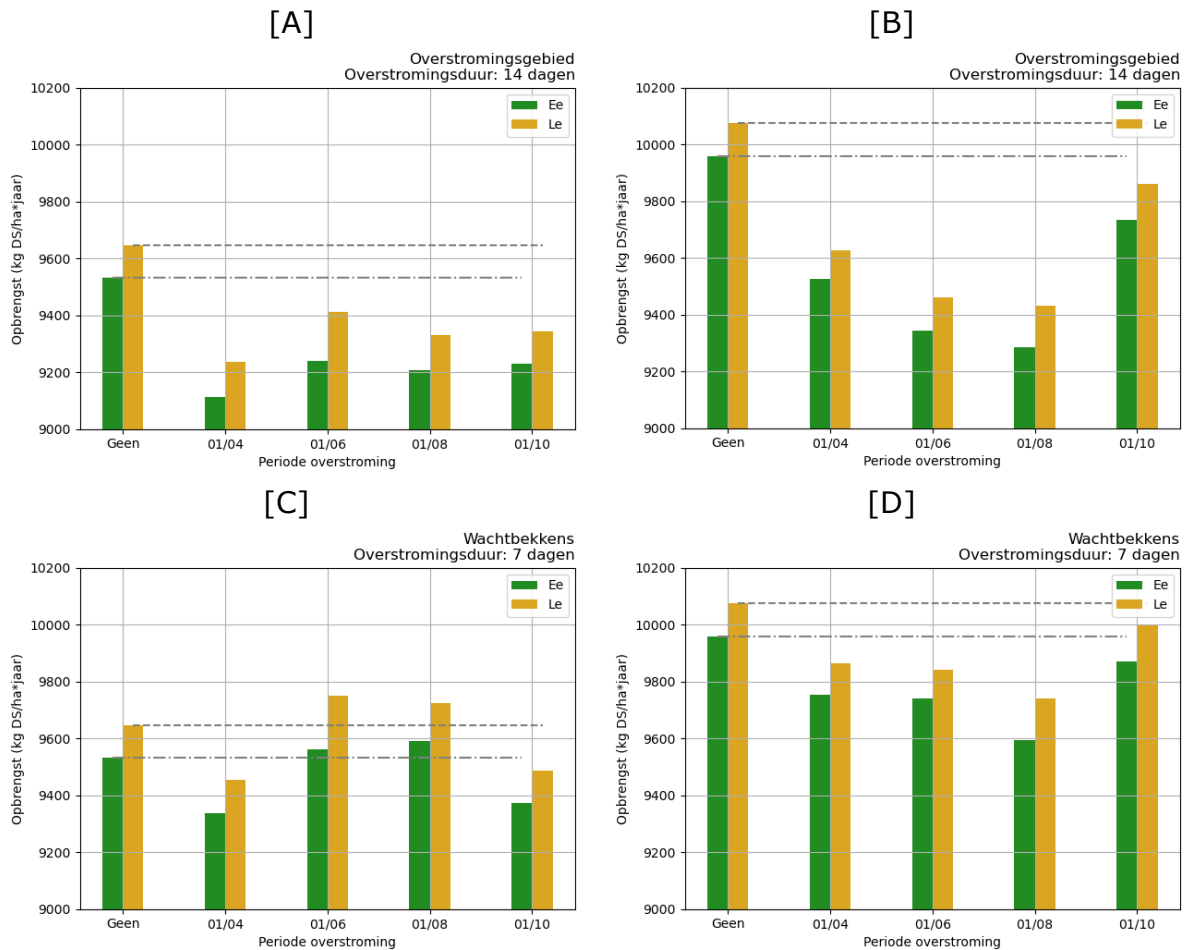 [A]
Overstromingsgebied
Overstromingsduur: 14 dagen
10200
10000
9800
9600
9400
9200
9000
Opbrengst (kg DS/ha*jaar)
Ee
Le
Geen 01/04 01/06 01/08 01/10
Periode overstroming
[B]
Overstromingsgebied
Overstromingsduur: 14 dagen
10200
10000
9800
9600
9400
9200
9000
Opbrengst (kg DS/ha*jaar)
Ee
Le
Geen 01/04 01/06 01/08 01/10
Periode overstroming
[C]
Wachtbekkens
Overstromingsduur: 7 dagen
10200
10000
9800
9600
9400
9200
9000
Opbrengst (kg DS/ha*jaar)
Ee
Le
Geen 01/04 01/06 01/08 01/10
Periode overstroming
[D]
Wachtbekkens
Overstromingsduur: 7 dagen
10200
10000
9800
9600
9400
9200
9000
Opbrengst (kg DS/ha*jaar)
Ee
Le
Geen 01/04 01/06 01/08 01/10
Periode overstroming